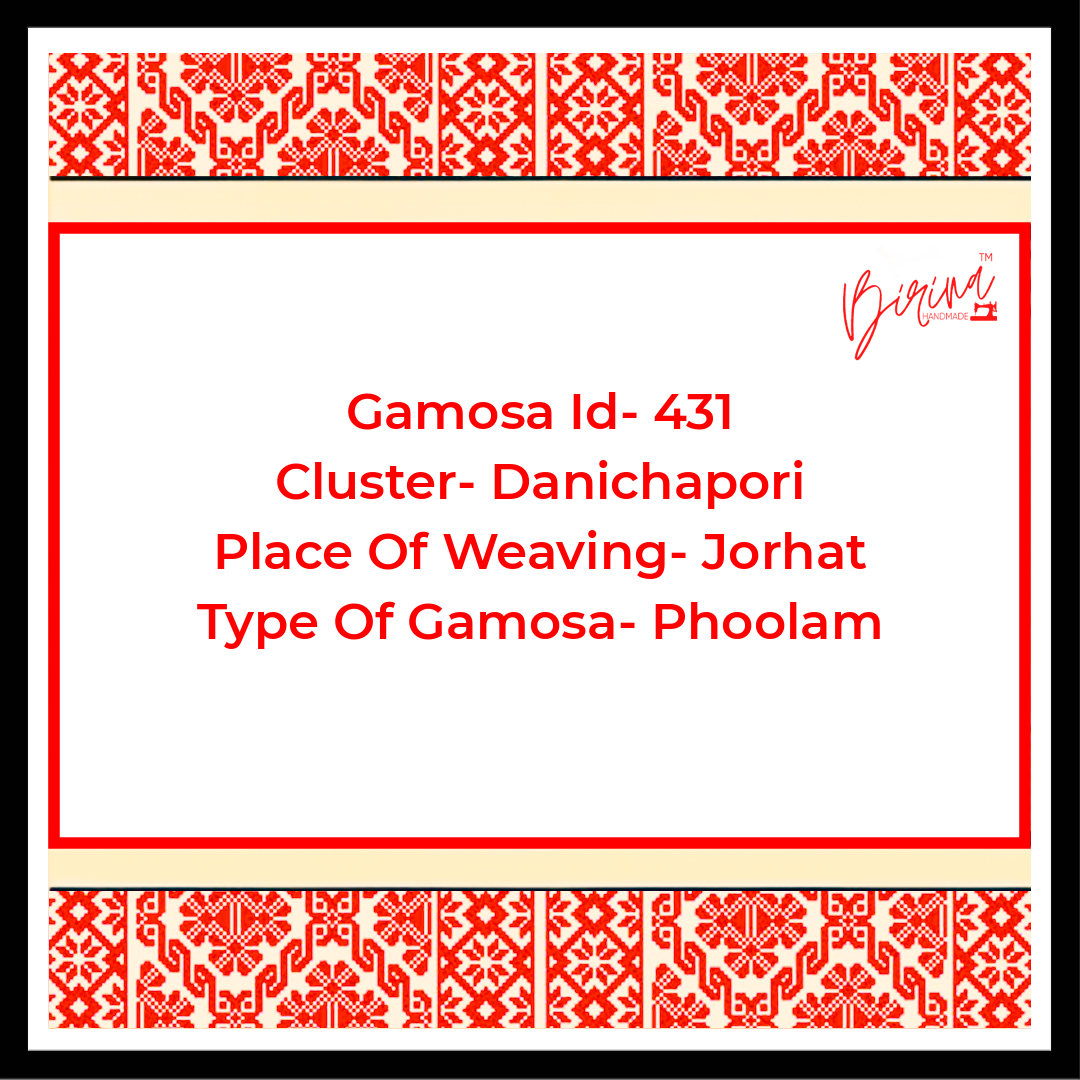 Birina
TM
HANDMADE
Gamosa Id- 431
Cluster- Danichapori
Place Of Weaving- Jorhat
Type Of Gamosa- Phoolam